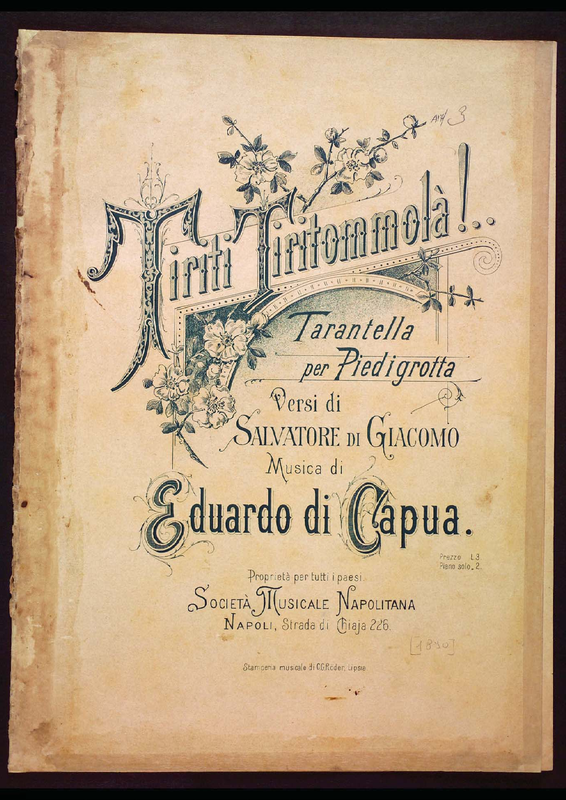 3
Tiriti Tiritommolà!..
Tarantella
per Piedigrotta
Versi di
SALVATORE DI GIACOMO
Musica di
Eduardo di Capua.
Prezzo L.3.
Piano solo „ 2.
Proprietà per tutti i paesi.
SOCIETÀ MUSICALE NAPOLITANA
NAPOLI, Strada di Chiaja 226.
[1890]
Stamperia musicale di C.G. Röder, Lipsia